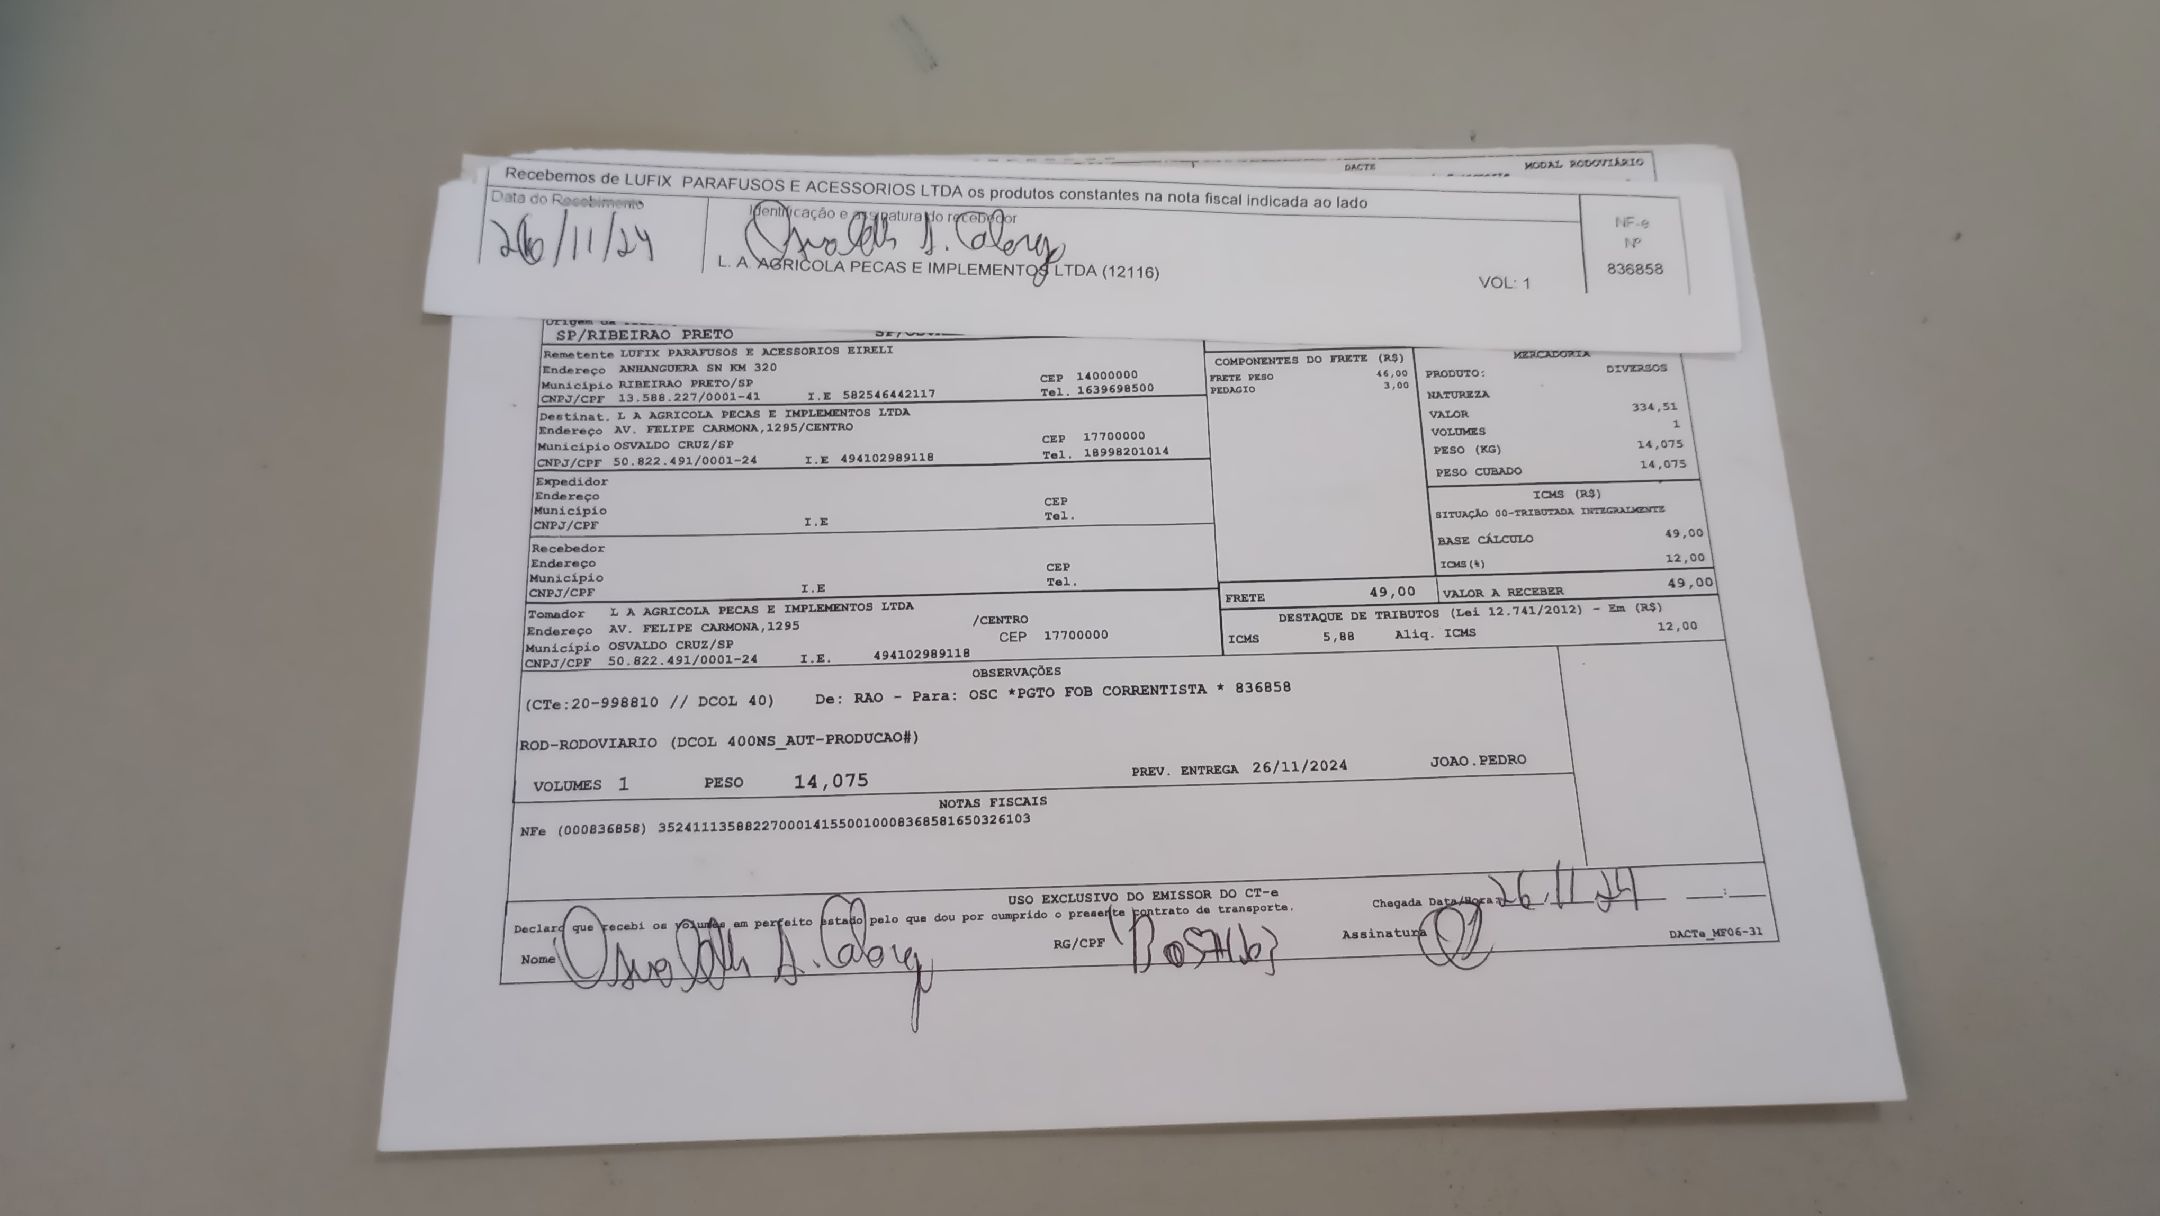 DACTE
MODAL RODOVIÁRIO
Recebemos de LUFIX PARAFUSOS E ACESSORIOS LTDA os produtos constantes na nota fiscal indicada ao lado
Data do Recebimento
Identificação e assinatura do recebedor
26/11/24
L. A. AGRICOLA PECAS E IMPLEMENTOS LTDA (12116)
VOL: 1
NF-e
Nº
836858
SP/RIBEIRAO PRETO
Remetente LUFIX PARAFUSOS E ACESSORIOS EIRELI
Endereço ANHANGUERA SN KM 320
CEP 14000000
Município RIBEIRAO PRETO/SP
Tel. 1639698500
CNPJ/CPF 13.588.227/0001-41 I.E 582546442117
Destinat. L A AGRICOLA PECAS E IMPLEMENTOS LTDA
Endereço AV. FELIPE CARMONA,1295/CENTRO
CEP 17700000
Município OSVALDO CRUZ/SP
Tel. 18998201014
CNPJ/CPF 50.822.491/0001-24 I.E 494102989118
Expedidor
Endereço
CEP
Município
Tel.
CNPJ/CPF I.E
Recebedor
Endereço
CEP
Município
Tel.
CNPJ/CPF I.E
Tomador L A AGRICOLA PECAS E IMPLEMENTOS LTDA
Endereço AV. FELIPE CARMONA,1295 /CENTRO
Município OSVALDO CRUZ/SP CEP 17700000
CNPJ/CPF 50.822.491/0001-24 I.E. 494102989118
COMPONENTES DO FRETE (R$)
FRETE PESO 46,00
PEDAGIO 3,00
MERCADORIA
PRODUTO: DIVERSOS
NATUREZA
VALOR 334,51
VOLUMES 1
PESO (KG) 14,075
PESO CUBADO 14,075
ICMS (R$)
SITUAÇÃO 00-TRIBUTADA INTEGRALMENTE
BASE CÁLCULO 49,00
ICMS(%) 12,00
FRETE 49,00 VALOR A RECEBER 49,00
DESTAQUE DE TRIBUTOS (Lei 12.741/2012) - Em (R$)
ICMS 5,88 Aliq. ICMS 12,00
OBSERVAÇÕES
(CTe:20-998810 // DCOL 40) De: RAO - Para: OSC *PGTO FOB CORRENTISTA * 836858
ROD-RODOVIARIO (DCOL 400NS_AUT-PRODUCAO#)
VOLUMES 1 PESO 14,075 PREV. ENTREGA 26/11/2024 JOAO.PEDRO
NOTAS FISCAIS
NFe (000836858) 35241113588227000141550010008368581650326103
USO EXCLUSIVO DO EMISSOR DO CT-e
Declaro que recebi os volumes em perfeito estado pelo que dou por cumprido o presente contrato de transporte.
Chegada Data/Hora 26.11.24
Nome
RG/CPF
Assinatura
DACTe_MF06-31